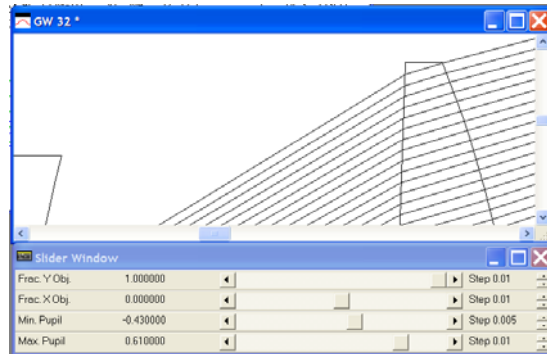 GW 32 *
Slider Window
Frac. Y Obj. 1.000000 Step 0.01
Frac. X Obj. 0.000000 Step 0.01
Min. Pupil -0.430000 Step 0.005
Max. Pupil 0.610000 Step 0.01